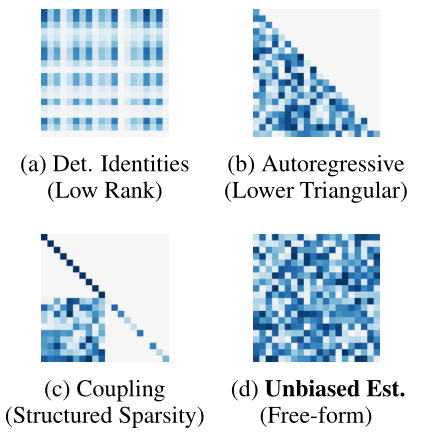 (a) Det. Identities
(Low Rank)
(b) Autoregressive
(Lower Triangular)
(c) Coupling
(Structured Sparsity)
(d) Unbiased Est.
(Free-form)